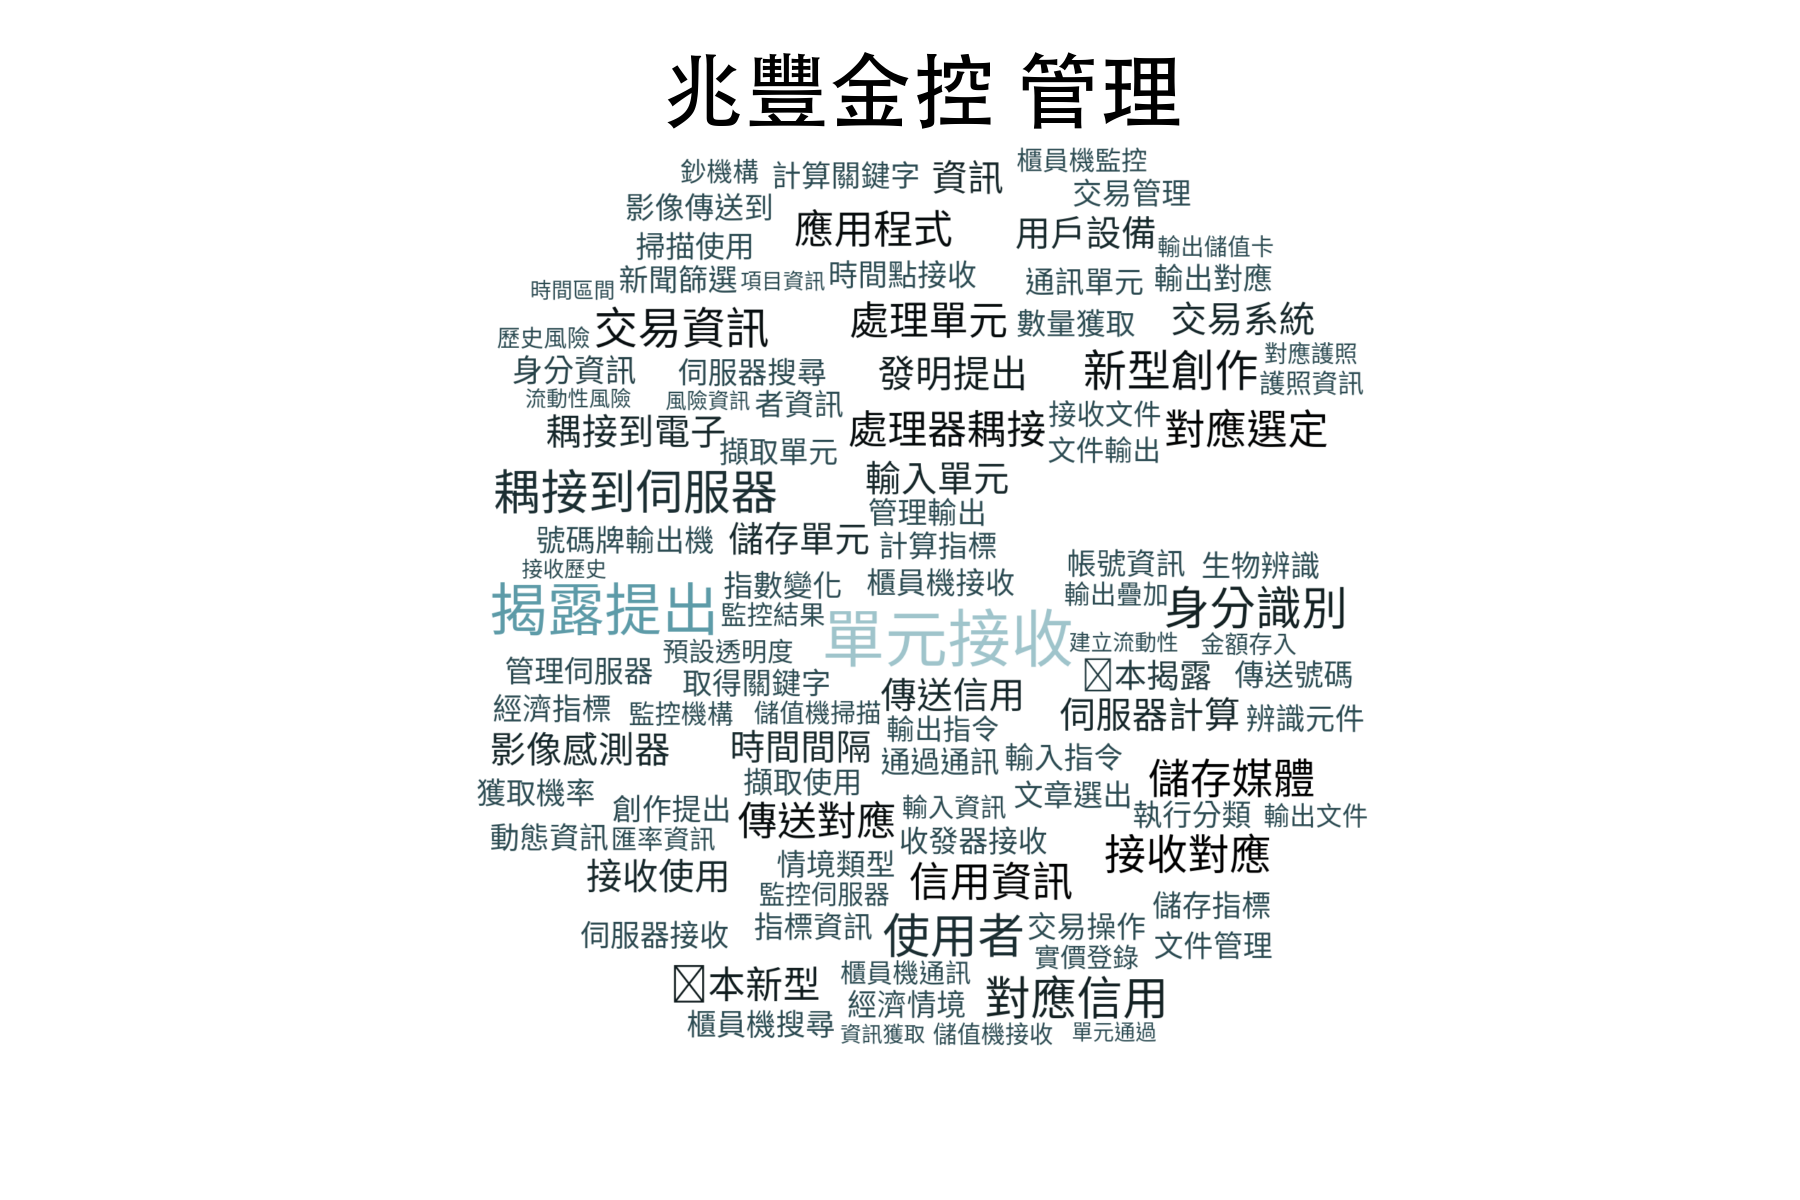 兆豐金控 管理
鈔機構 計算關鍵字 資訊 櫃員機監控
影像傳送到 交易管理
應用程式 用戶設備
掃描使用 輸出儲值卡
時間區間 新聞篩選 項目資訊 時間點接收 通訊單元 輸出對應
歷史風險 交易資訊 處理單元 數量獲取 交易系統
身分資訊 伺服器搜尋 發明提出 新型創作 對應護照
護照資訊
流動性風險 風險資訊 者資訊 接收文件
耦接到電子 處理器耦接 對應選定
擷取單元 文件輸出
耦接到伺服器 輸入單元
管理輸出
號碼牌輸出機 儲存單元 計算指標
接收歷史 帳號資訊 生物辨識
揭露提出 指數變化 櫃員機接收 輸出疊加 身分識別
監控結果 單元接收
預設透明度 建立流動性 金額存入
管理伺服器 取得關鍵字 本揭露 傳送號碼
經濟指標 監控機構 儲值機掃描 傳送信用 伺服器計算 辨識元件
輸出指令
影像感測器 時間間隔 通過通訊 輸入指令 儲存媒體
獲取機率 擷取使用 文章選出
創作提出 傳送對應 輸入資訊 執行分類 輸出文件
動態資訊 匯率資訊 收發器接收 接收對應
接收使用 情境類型 信用資訊
監控伺服器 儲存指標
伺服器接收 指標資訊 使用者 交易操作 文件管理
實價登錄
本新型 櫃員機通訊 對應信用
經濟情境
櫃員機搜尋 資訊獲取 儲值機接收 單元通過